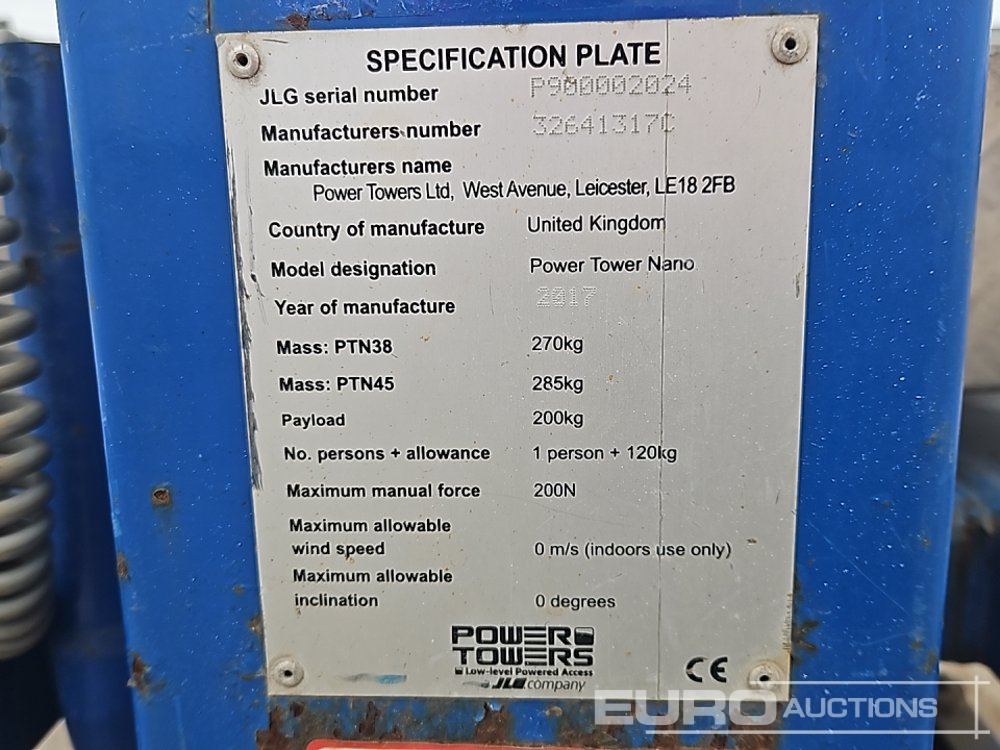 SPECIFICATION PLATE
JLG serial number P900002024
Manufacturers number 32641317C
Manufacturers name
Power Towers Ltd, West Avenue, Leicester, LE18 2FB
Country of manufacture United Kingdom
Model designation Power Tower Nano
Year of manufacture 2017
Mass: PTN38 270kg
Mass: PTN45 285kg
Payload 200kg
No. persons + allowance 1 person + 120kg
Maximum manual force 200N
Maximum allowable
wind speed 0 m/s (indoors use only)
Maximum allowable
inclination 0 degrees
POWER
TOWERS
Low-level Powered Access
JLG company
CE
EURO AUCTIONS